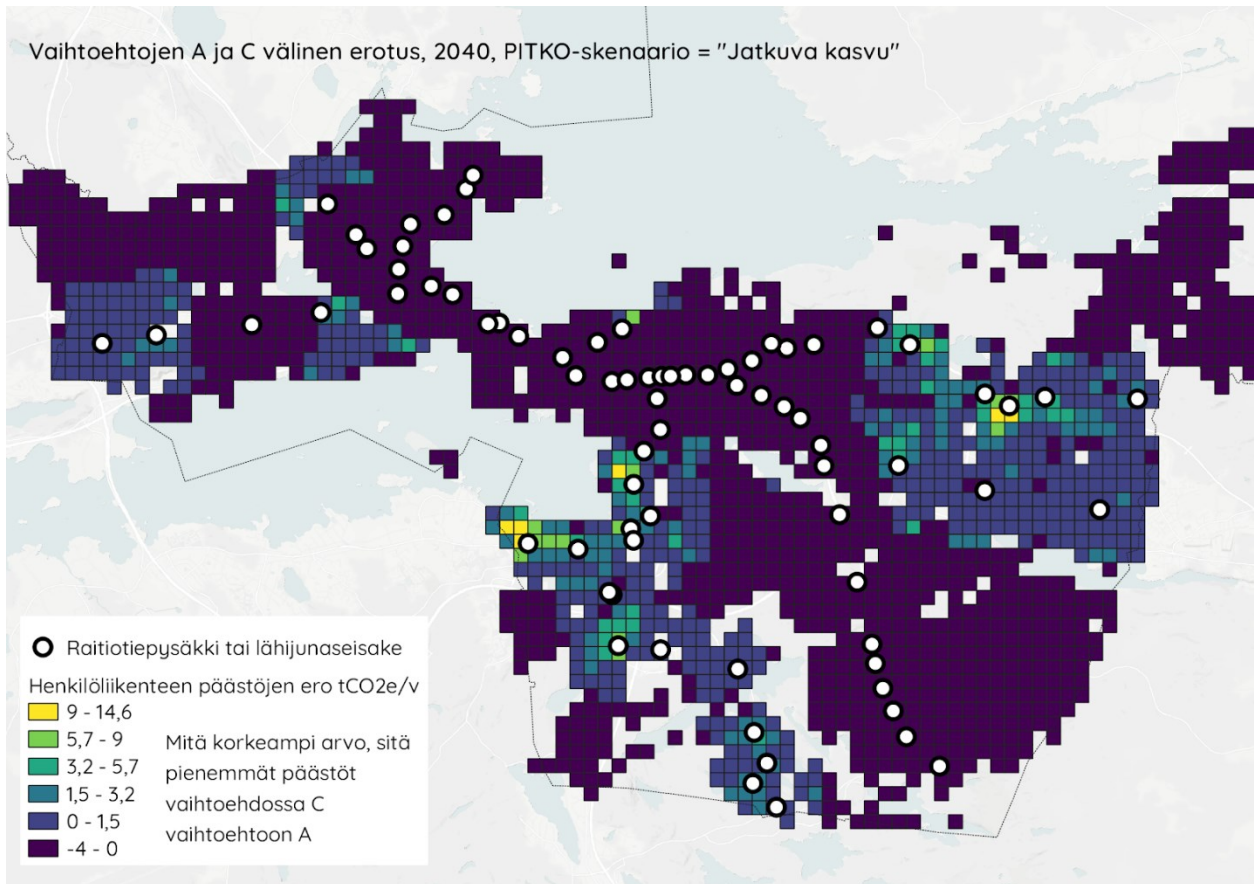 Vaihtoehtojen A ja C välinen erotus, 2040, PITKO-skenaario = "Jatkuva kasvu"
Raitiotiepysäkki tai lähijunaseisake
Henkilöliikenteen päästöjen ero tCO2e/v
9 - 14,6
5,7 - 9
3,2 - 5,7
1,5 - 3,2
0 - 1,5
-4 - 0
Mitä korkeampi arvo, sitä
pienemmät päästöt
vaihtoehdossa C
vaihtoehtoon A